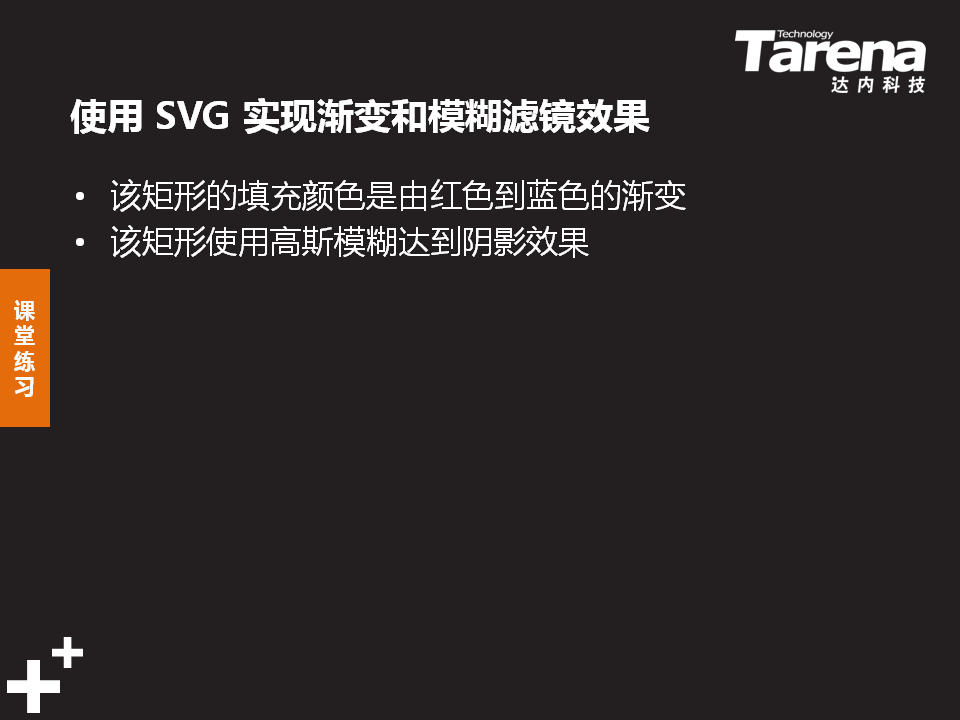 Technology
Tarena
达内科技
使用 SVG 实现渐变和模糊滤镜效果
• 该矩形的填充颜色是由红色到蓝色的渐变
• 该矩形使用高斯模糊达到阴影效果
课
堂
练
习